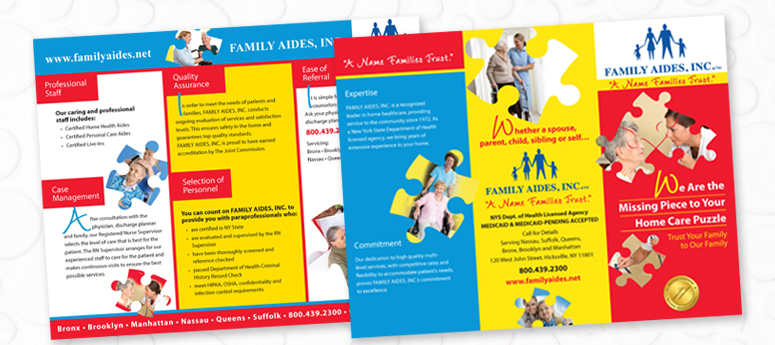 www.familyaides.net
FAMILY AIDES, INC
Professional
Staff
Our caring and professional
staff includes:
• Certified Home Health Aides
• Certified Personal Care Aides
• Certified Live-ins
Case
Management
After consultation with the
physician, discharge planner
and family, our Registered Nurse Supervisor
selects the level of care that is best for the
patient. The RN Supervisor arranges for our
experienced staff to care for the patient and
makes continuous visits to ensure the best
possible services.
Quality
Assurance
In order to meet the needs of patients and
families, FAMILY AIDES, INC. conducts
ongoing evaluation of services and satisfaction
levels. This ensures safety in the home and
guarantees top quality standards.
FAMILY AIDES, INC. is proud to have earned
accreditation by The Joint Commission.
Selection of
Personnel
You can count on FAMILY AIDES, INC. to
provide you with paraprofessionals who:
• are certified in NY State
• are evaluated and supervised by the RN
Supervisor
• have been thoroughly screened and
reference checked
• passed Department of Health Criminal
History Record Check
• meet HIPAA, OSHA, confidentiality and
infection control requirements
Ease of
Referral
It is simple
counselors
Ask your
discharge
800.439.
Servicing:
Bronx • Brookl
Nassau • Quee
Bronx • Brooklyn • Manhattan • Nassau • Queens • Suffolk • 800.439.2300 •
"A Name Families Trust."
Expertise
FAMILY AIDES, INC. is a recognized
leader in home healthcare, providing
service to the community since 1972. As
a New York State Department of Health
licensed agency, we bring years of
extensive experience to your home.
Commitment
Our dedication to high quality multi-
level services, with competitive rates and
flexibility to accommodate patient's needs,
proves FAMILY AIDES, INC.'s commitment
to excellence.
Whether a spouse,
parent, child, sibling or self...
FAMILY AIDES, INC
"A Name Families Trust."
NYS Dept. of Health Licensed Agency
MEDICAID & MEDICAID-PENDING ACCEPTED
Call for Details
Serving Nassau, Suffolk, Queens,
Bronx, Brooklyn and Manhattan
120 West John Street, Hicksville, NY 11801
800.439.2300
www.familyaides.net
FAMILY AIDES, INC
"A Name Families Trust."
We Are the
Missing Piece to Your
Home Care Puzzle
Trust Your Family
to Our Family